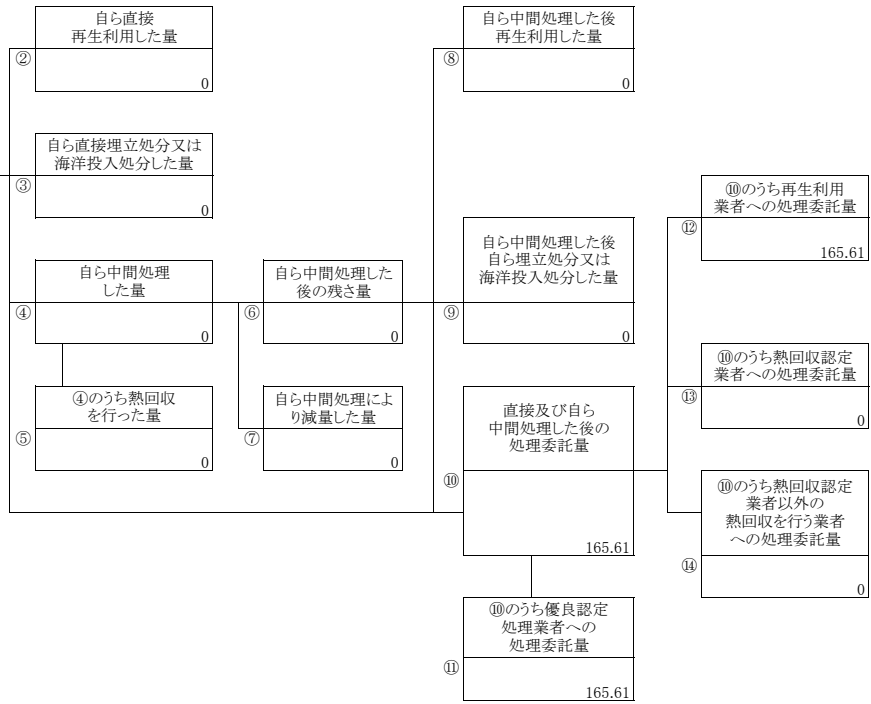 自ら直接
再生利用した量
②
0
自ら直接埋立処分又は
海洋投入処分した量
③
0
自ら中間処理
した量
④
0
④のうち熱回収
を行った量
⑤
0
自ら中間処理した
後の残さ量
⑥
0
自ら中間処理によ
り減量した量
⑦
0
自ら中間処理した後
再生利用した量
⑧
0
自ら中間処理した後
自ら埋立処分又は
海洋投入処分した量
⑨
0
直接及び自ら
中間処理した後の
処理委託量
⑩
165.61
⑩のうち優良認定
処理業者への
処理委託量
⑪
165.61
⑩のうち再生利用
業者への処理委託量
⑫
165.61
⑩のうち熱回収認定
業者への処理委託量
⑬
0
⑩のうち熱回収認定
業者以外の
熱回収を行う業者
への処理委託量
⑭
0